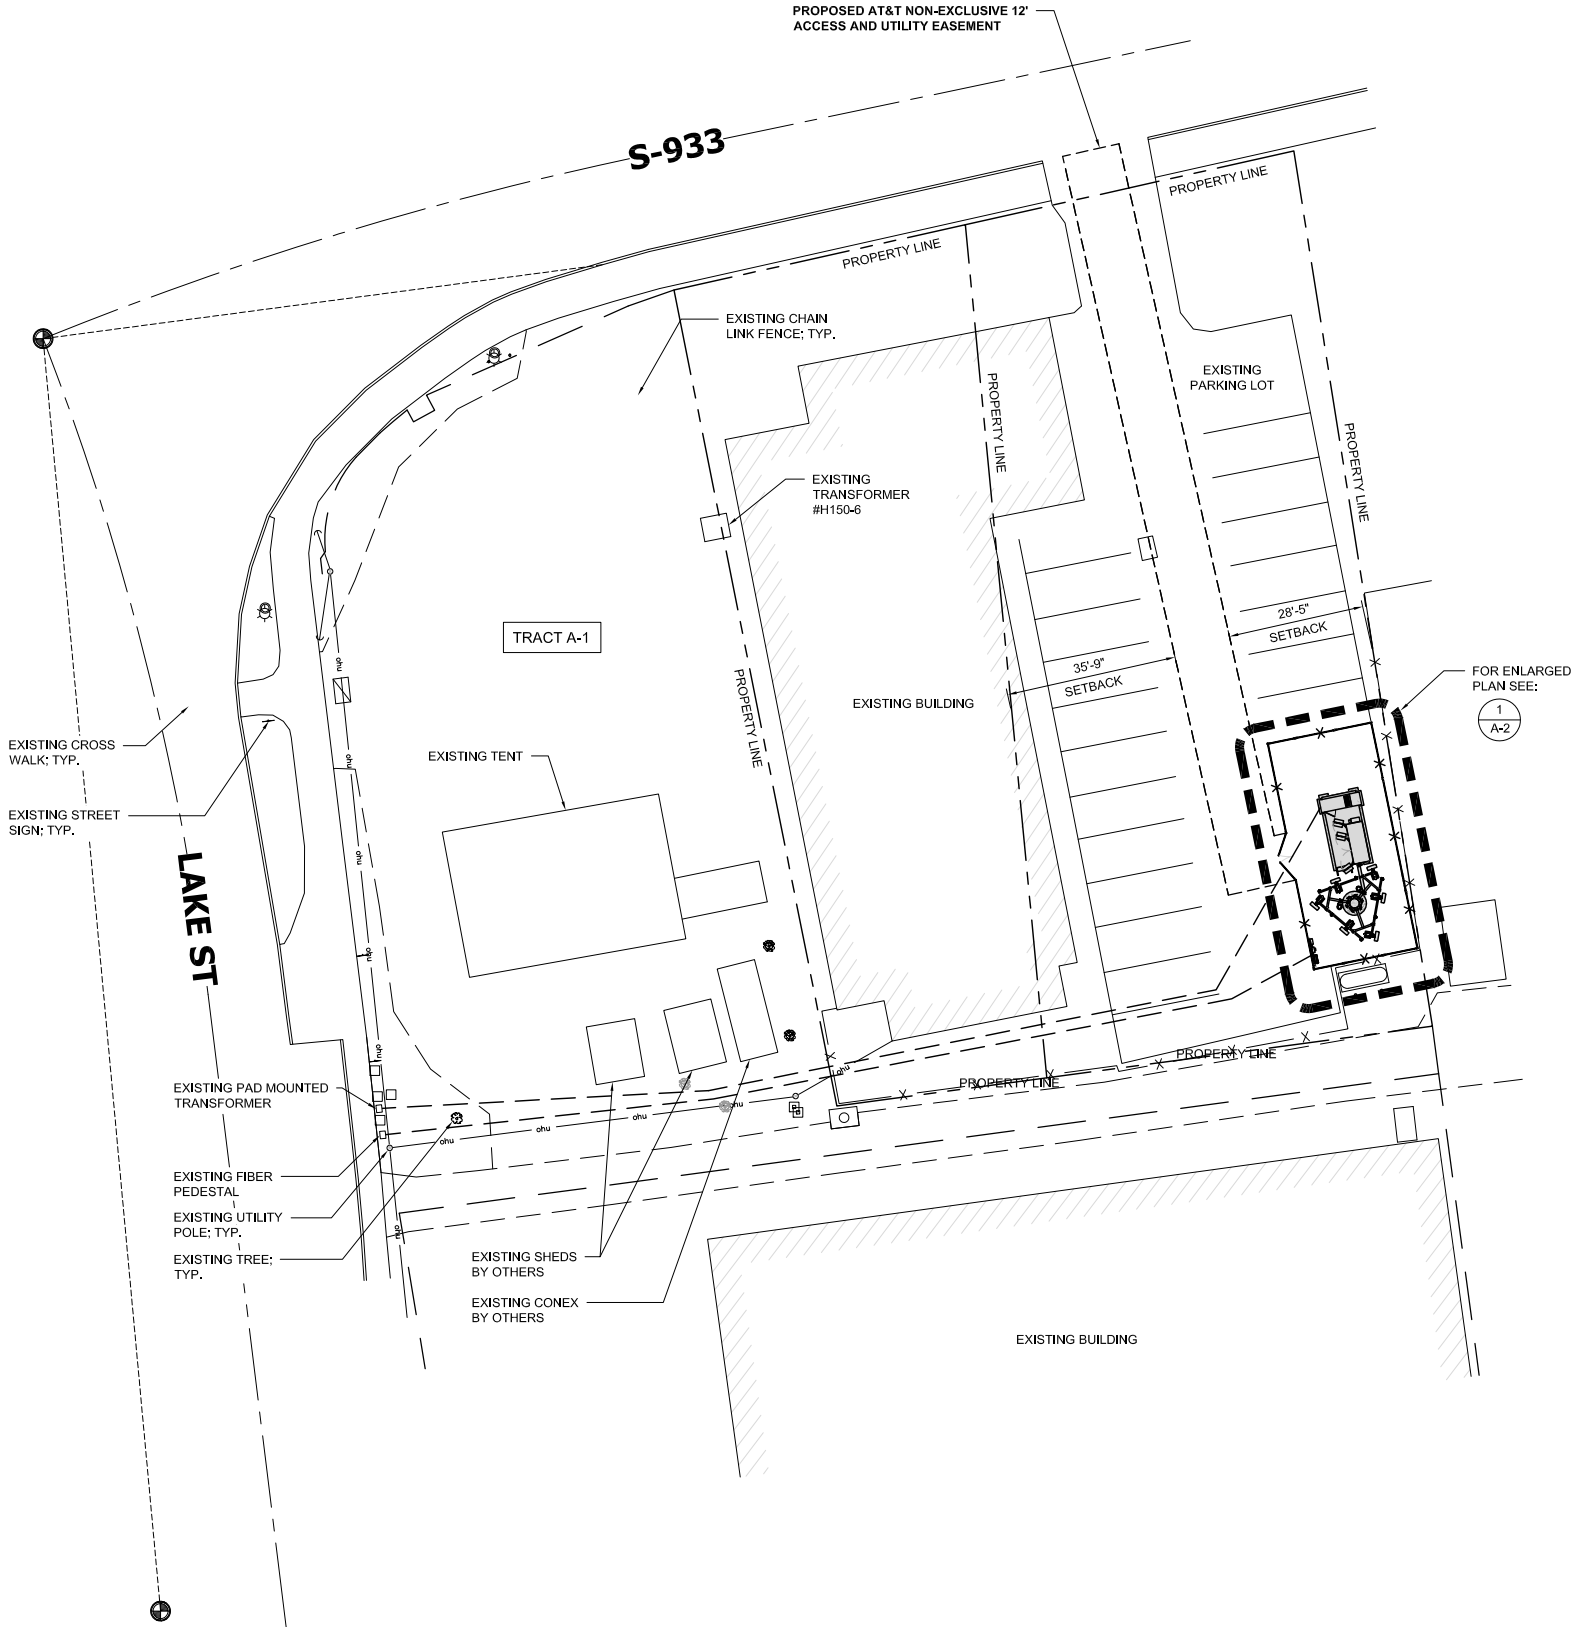 PROPOSED AT&T NON-EXCLUSIVE 12'
ACCESS AND UTILITY EASEMENT
S-933
PROPERTY LINE
PROPERTY LINE
EXISTING CHAIN
LINK FENCE; TYP.
EXISTING
PARKING LOT
PROPERTY LINE
PROPERTY LINE
EXISTING
TRANSFORMER
#H150-6
28'-5"
SETBACK
TRACT A-1
35'-9"
SETBACK
ohu
FOR ENLARGED
PLAN SEE:
1
A-2
PROPERTY LINE
EXISTING BUILDING
EXISTING CROSS
WALK; TYP.
EXISTING TENT
ohu
EXISTING STREET
SIGN; TYP.
ohu
LAKE ST
ohu
ohu
ohu
PROPERTY LINE
PROPERTY LINE
EXISTING PAD MOUNTED
TRANSFORMER
ohu
ohu
ohu
ohu
EXISTING FIBER
PEDESTAL
EXISTING UTILITY
POLE; TYP.
ohu
EXISTING TREE;
TYP.
EXISTING SHEDS
BY OTHERS
EXISTING CONEX
BY OTHERS
EXISTING BUILDING